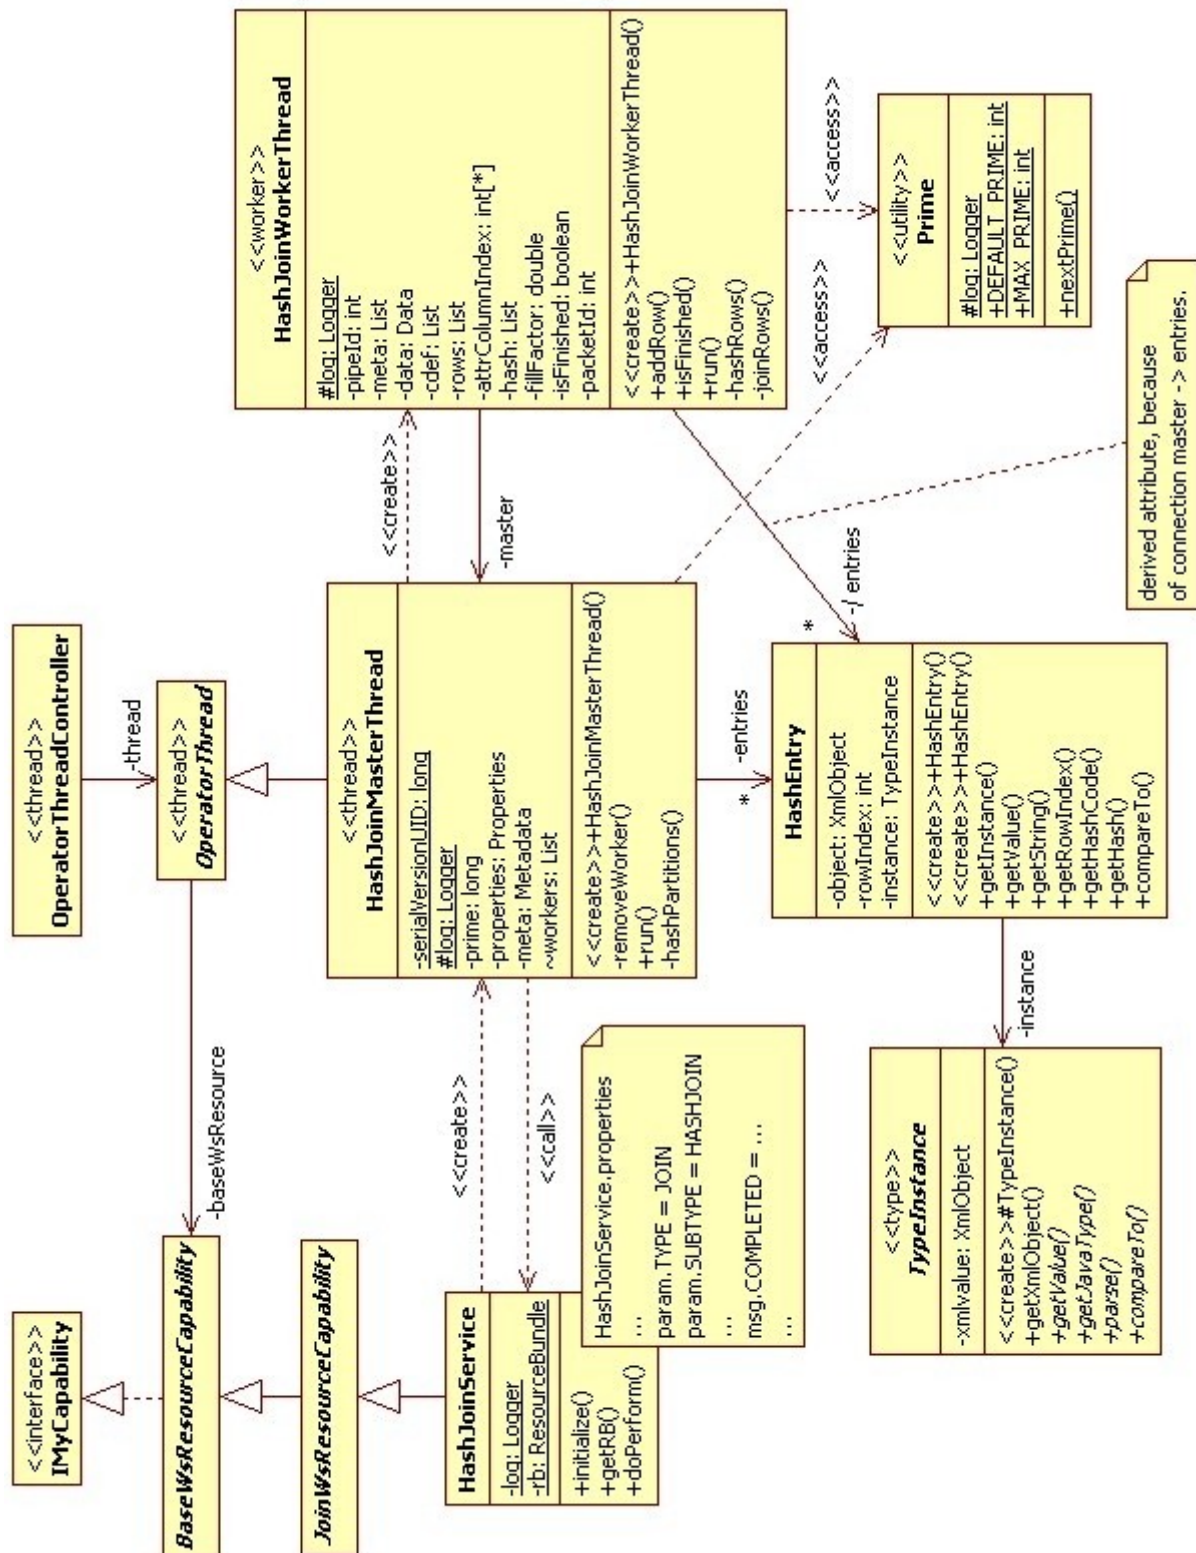 <<interface>>
IMyCapability
BaseWsResourceCapability
JoinWsResourceCapability
HashJoinService
-log: Logger
-rb: ResourceBundle
+initialize()
+getRB()
+doPerform()
HashJoinService.properties
...
param.TYPE = JOIN
param.SUBTYPE = HASHJOIN
...
msg.COMPLETED = ...
...
-baseWsResource
<<create>>
<<call>>
<<thread>>
OperatorThreadController
-thread
<<thread>>
OperatorThread
<<thread>>
HashJoinMasterThread
-serialVersionUID: long
#log: Logger
-prime: long
-properties: Properties
-meta: Metadata
~workers: List
<<create>>+HashJoinMasterThread()
-removeWorker()
+run()
-hashPartitions()
<<create>>
-master
<<worker>>
HashJoinWorkerThread
#log: Logger
-pipeId: int
-meta: List
-data: Data
-cdef: List
-rows: List
-attrColumnIndex: int[*]
-hash: List
-fillFactor: double
-isFinished: boolean
-packetId: int
<<create>>+HashJoinWorkerThread()
+addRow()
+isFinished()
+run()
-hashRows()
-joinRows()
<<access>>
<<access>>
<<utility>>
Prime
#log: Logger
+DEFAULT_PRIME: int
+MAX_PRIME: int
+nextPrime()
* -entries
* -/ entries
HashEntry
-object: XmlObject
-rowIndex: int
-instance: TypeInstance
<<create>>+HashEntry()
<<create>>+HashEntry()
+getInstance()
+getValue()
+getString()
+getRowIndex()
+getHashCode()
+getHash()
+compareTo()
-instance
<<type>>
TypeInstance
-xmlvalue: XmlObject
<<create>>#TypeInstance()
+getXmlObject()
+getValue()
+getJavaType()
+parse()
+compareTo()
derived attribute, because
of connection master -> entries.